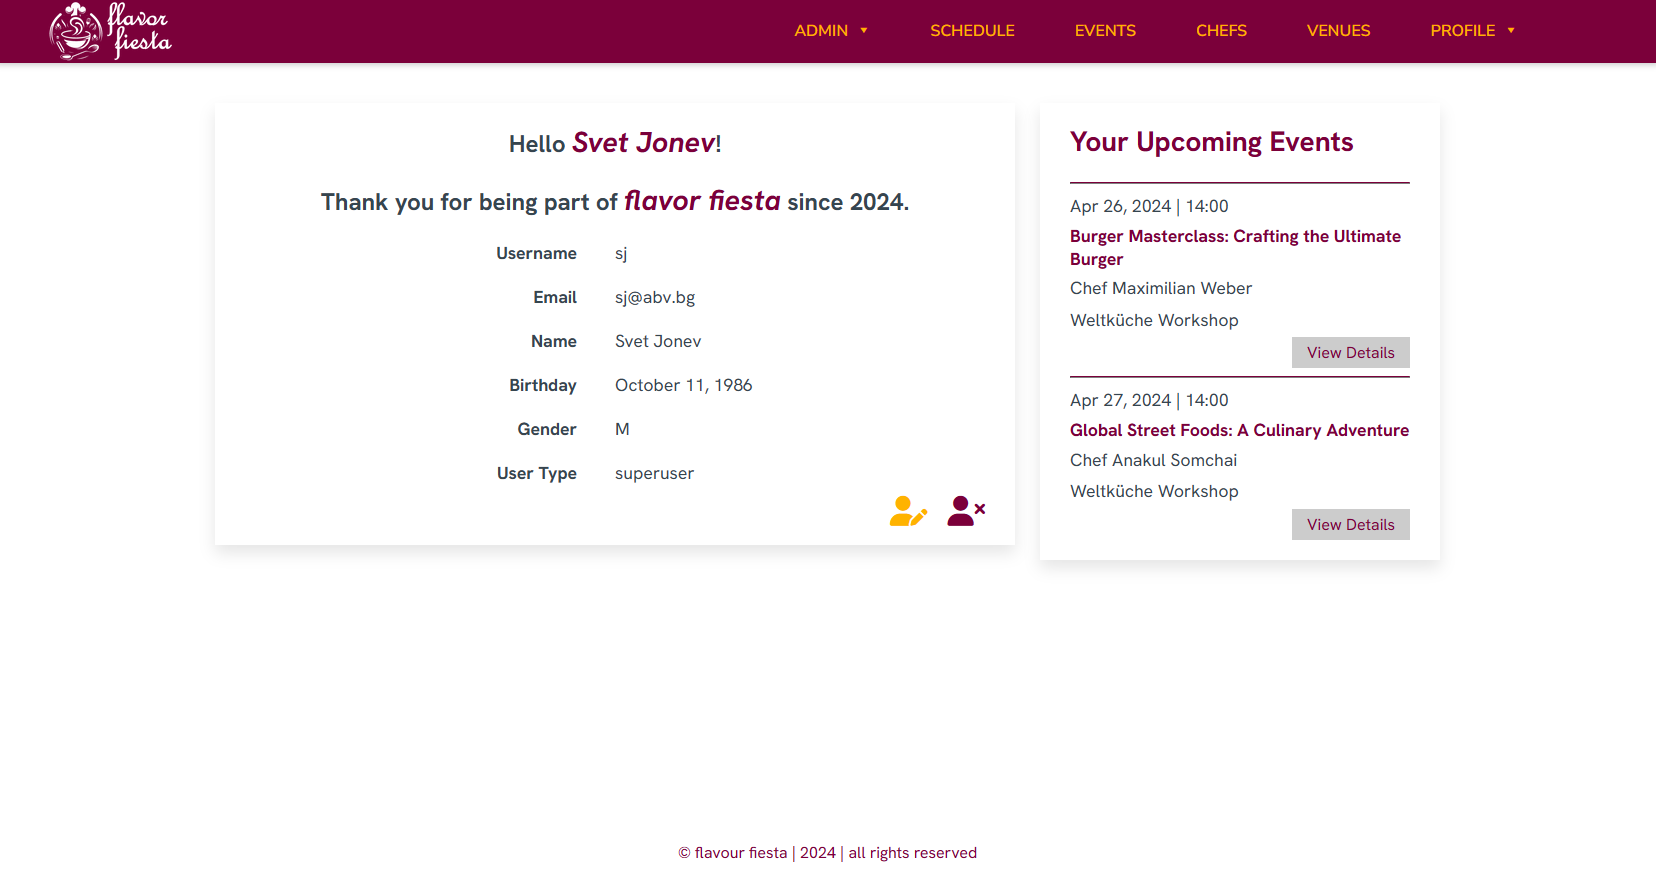 flavor
fiesta
ADMIN
SCHEDULE
EVENTS
CHEFS
VENUES
PROFILE
Hello Svet Jonev!
Thank you for being part of flavor fiesta since 2024.
Username sj
Email sj@abv.bg
Name Svet Jonev
Birthday October 11, 1986
Gender M
User Type superuser
Your Upcoming Events
Apr 26, 2024 | 14:00
Burger Masterclass: Crafting the Ultimate
Burger
Chef Maximilian Weber
Weltküche Workshop
View Details
Apr 27, 2024 | 14:00
Global Street Foods: A Culinary Adventure
Chef Anakul Somchai
Weltküche Workshop
View Details
© flavour fiesta | 2024 | all rights reserved